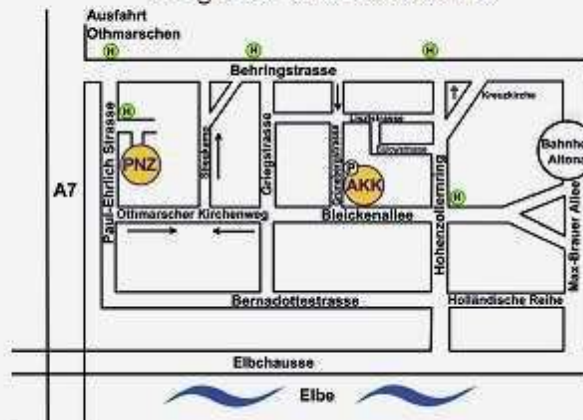 Ausfahrt
Othmarschen
H
H
H
Behringstrasse
Kreuzkirche
H
Paul-Ehrlich Strasse
Griegstrasse
Hohenzollernring
Bahnhof
Altona
PNZ
P
AKK
A7
H
Othmarscher Kirchenweg
Bleickenallee
Max-Brauer Allee
Bernadottestrasse
Holländische Reihe
Elbchausse
Elbe